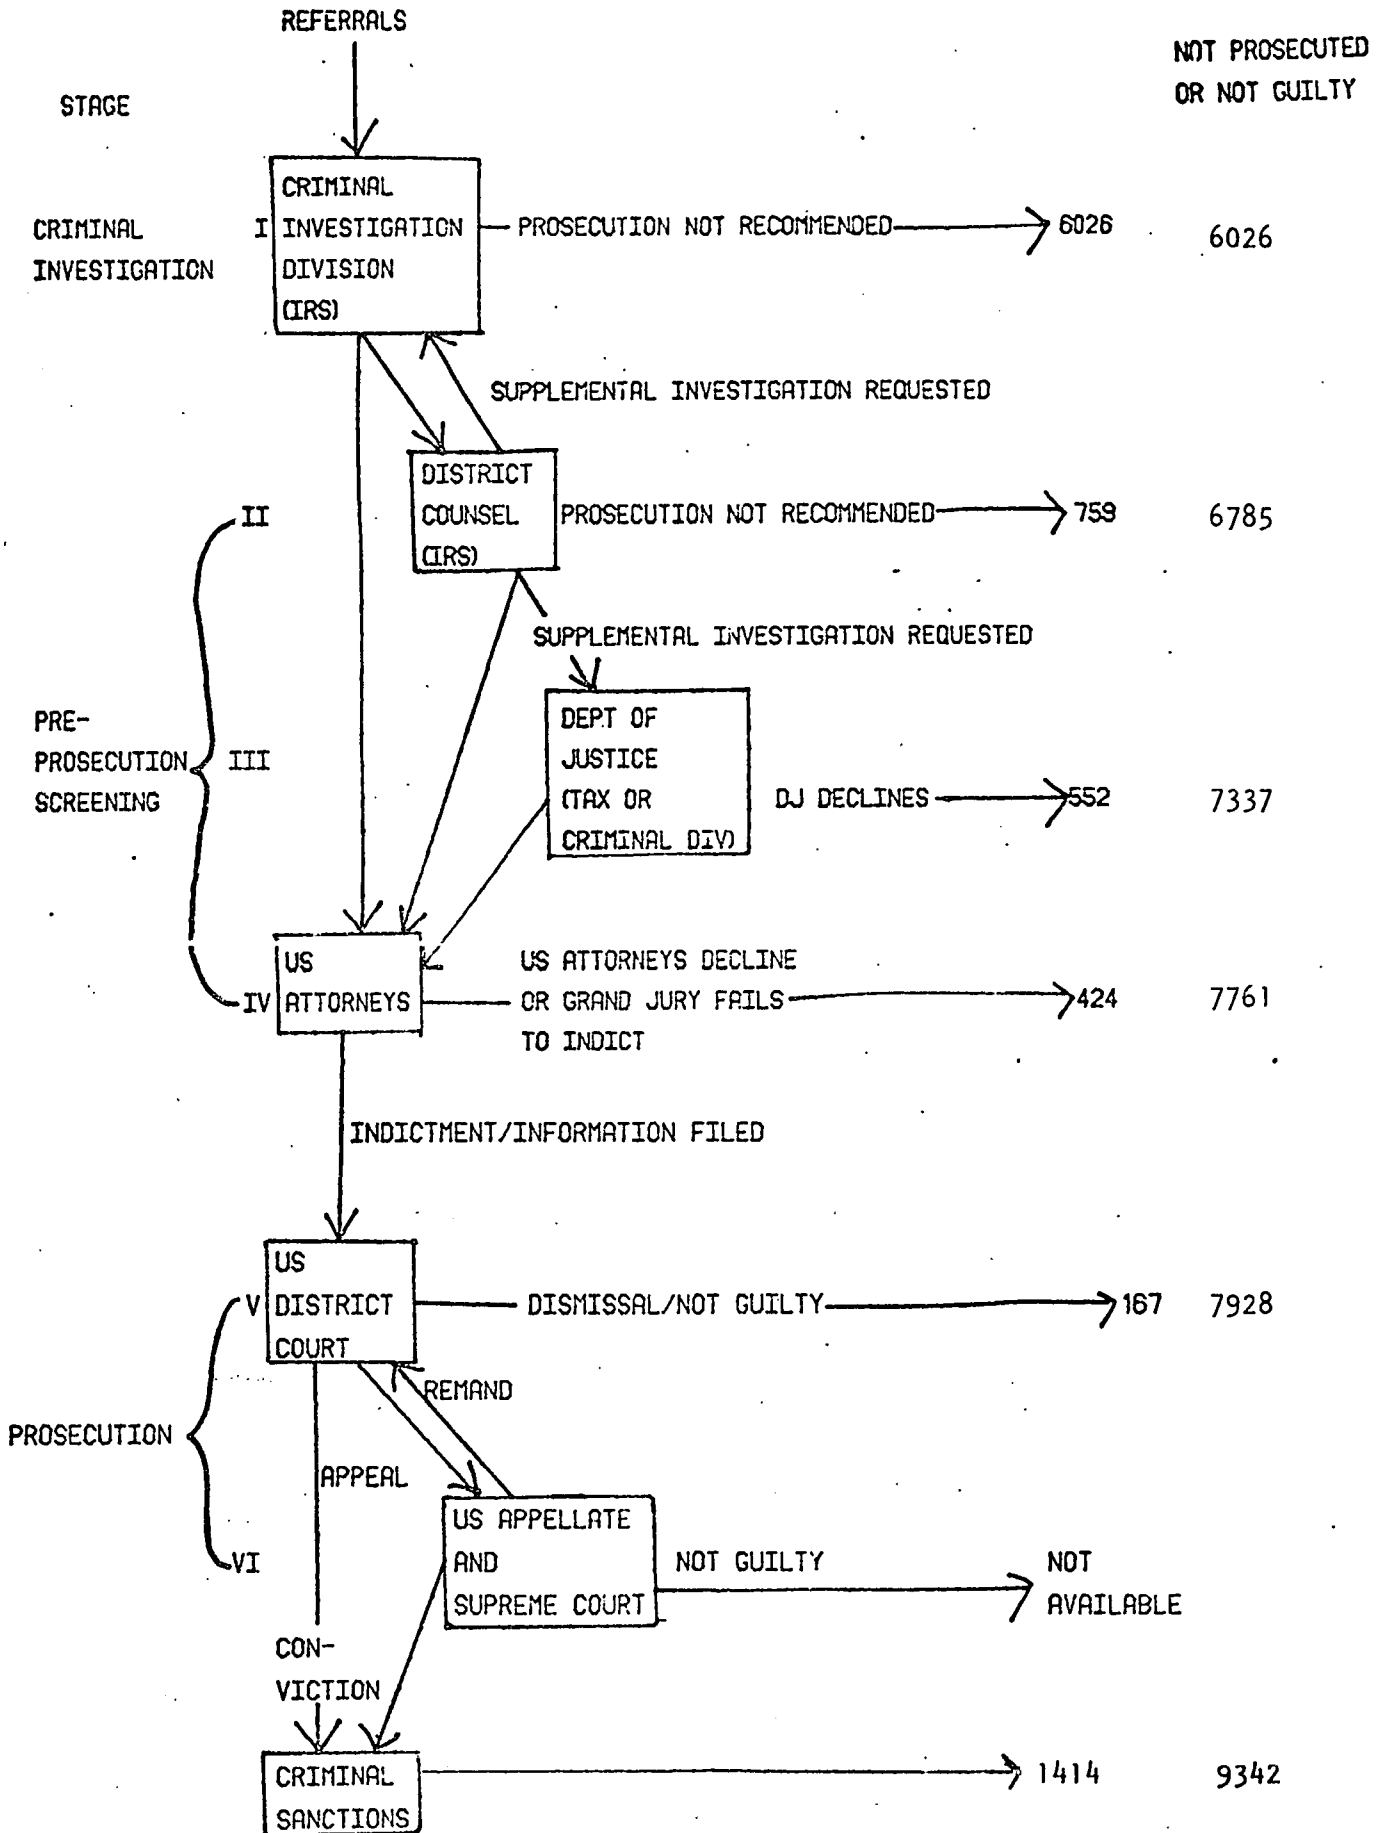 REFERRALS
NOT PROSECUTED
OR NOT GUILTY
STAGE
CRIMINAL
INVESTIGATION
I
CRIMINAL
INVESTIGATION
DIVISION
(IRS)
PROSECUTION NOT RECOMMENDED
6026
6026
SUPPLEMENTAL INVESTIGATION REQUESTED
II
DISTRICT
COUNSEL
(IRS)
PROSECUTION NOT RECOMMENDED
759
6785
SUPPLEMENTAL INVESTIGATION REQUESTED
PRE-
PROSECUTION
SCREENING
III
DEPT OF
JUSTICE
(TAX OR
CRIMINAL DIV)
DJ DECLINES
552
7337
IV
US
ATTORNEYS
US ATTORNEYS DECLINE
OR GRAND JURY FAILS
TO INDICT
424
7761
INDICTMENT/INFORMATION FILED
V
US
DISTRICT
COURT
DISMISSAL/NOT GUILTY
167
7928
REMAND
PROSECUTION
APPEAL
VI
US APPELLATE
AND
SUPREME COURT
NOT GUILTY
NOT
AVAILABLE
CON-
VICTION
CRIMINAL
SANCTIONS
1414
9342